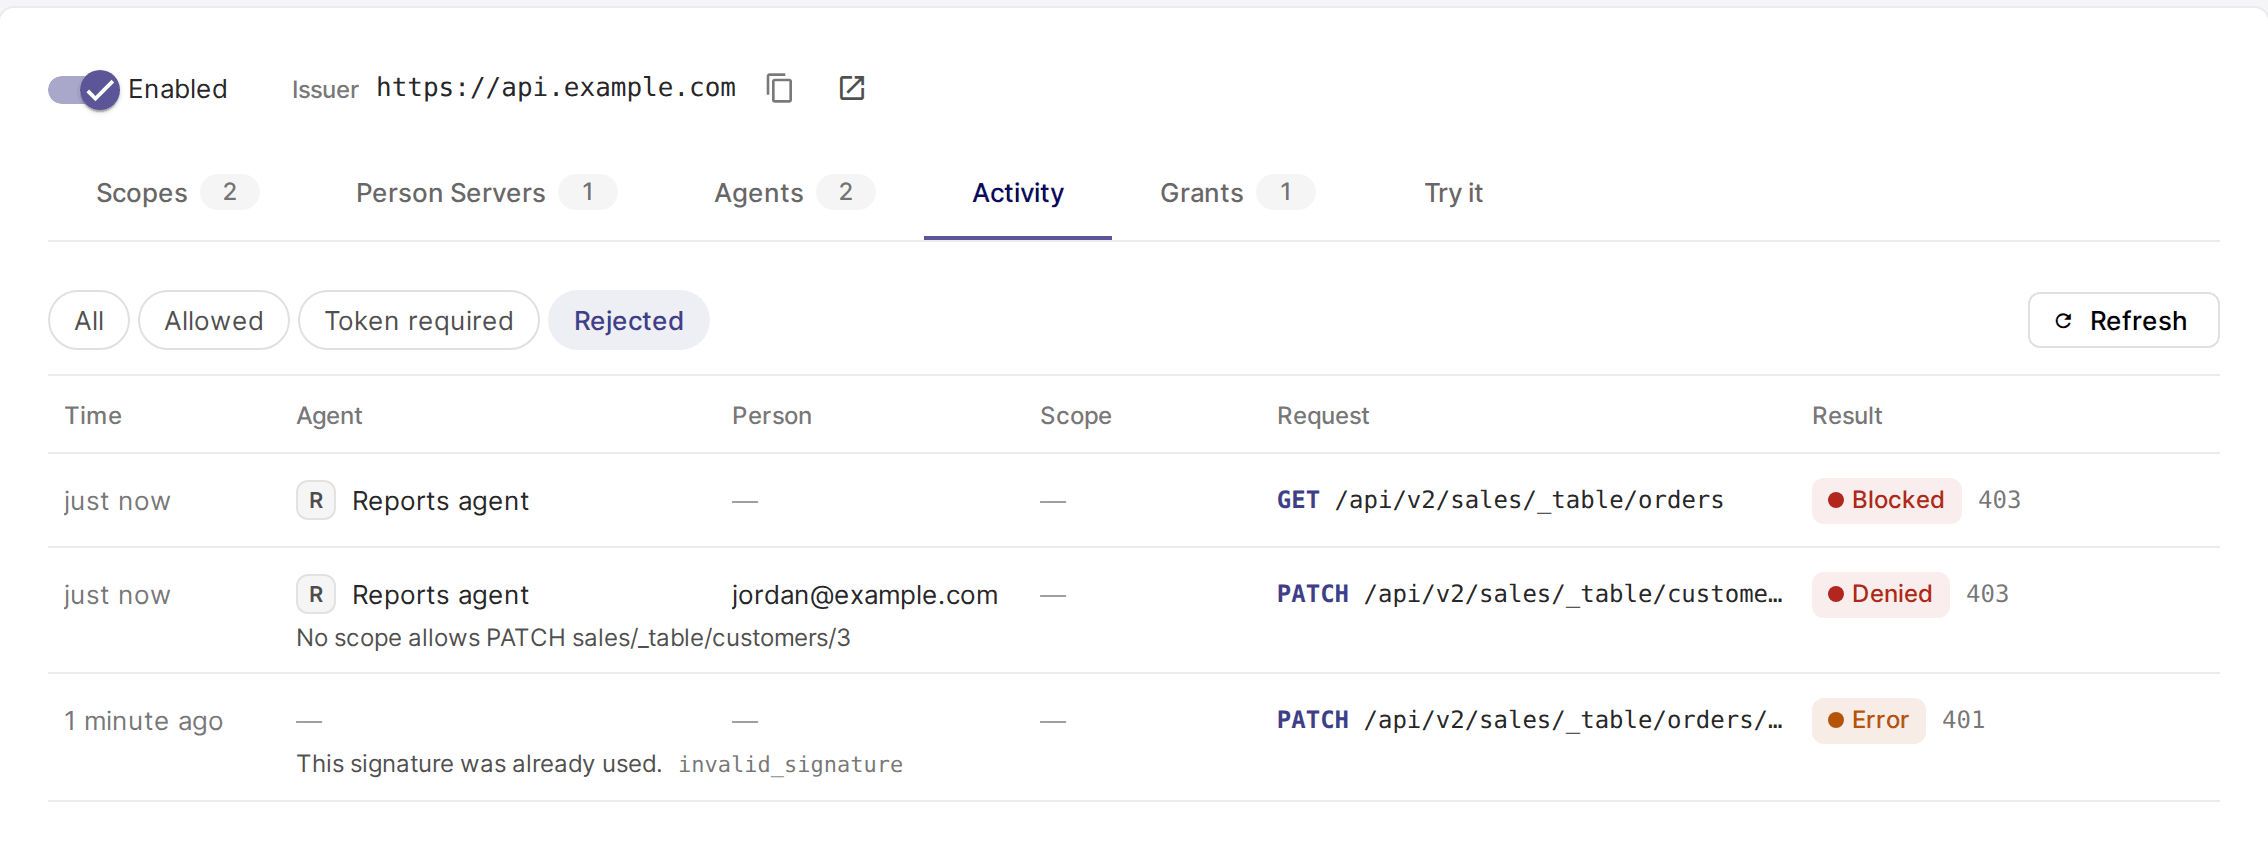 Enabled Issuer https://api.example.com
Scopes 2 Person Servers 1 Agents 2 Activity Grants 1 Try it
All Allowed Token required Rejected Refresh
Time Agent Person Scope Request Result
just now R Reports agent — — GET /api/v2/sales/_table/orders Blocked 403
just now R Reports agent jordan@example.com — PATCH /api/v2/sales/_table/custome… Denied 403
No scope allows PATCH sales/_table/customers/3
1 minute ago — — — PATCH /api/v2/sales/_table/orders/… Error 401
This signature was already used. invalid_signature